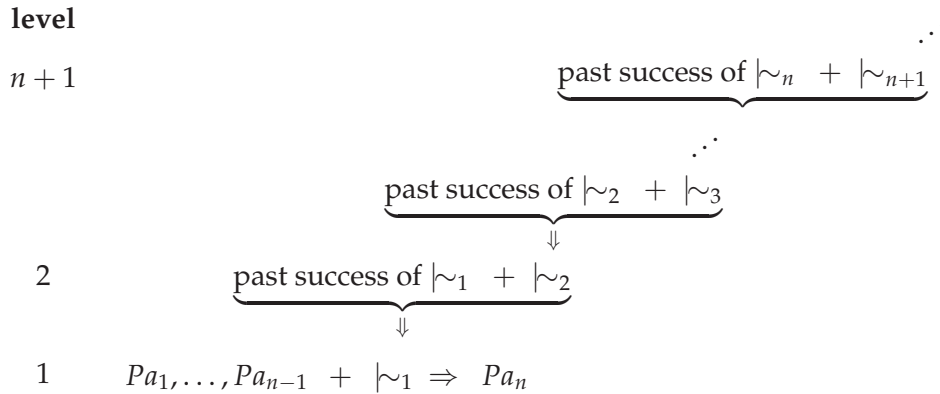 level
⋰
n + 1 past success of |∼ₙ + |∼ₙ₊₁
⋰
past success of |∼₂ + |∼₃
⇓
2 past success of |∼₁ + |∼₂
⇓
1 Pa₁, . . . , Paₙ₋₁ + |∼₁ ⇒ Paₙ